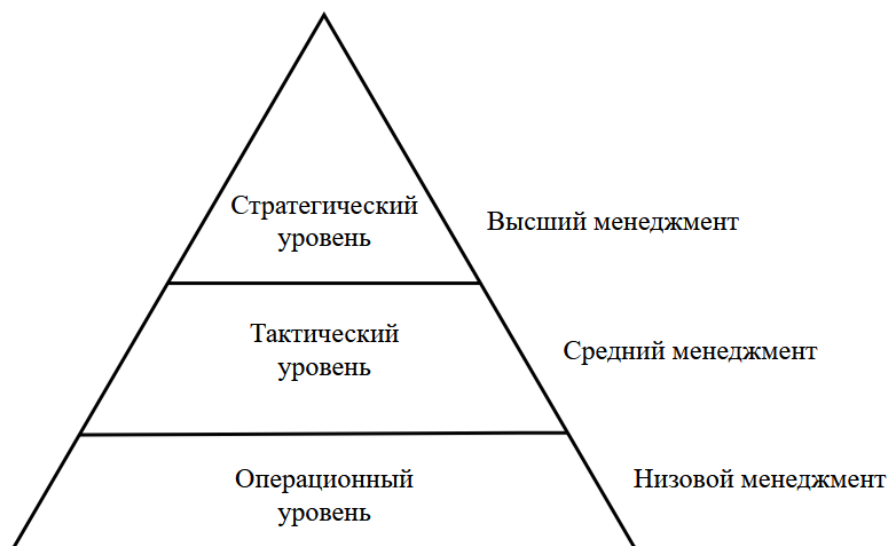 Стратегический
уровень
Высший менеджмент
Тактический
уровень
Средний менеджмент
Операционный
уровень
Низовой менеджмент